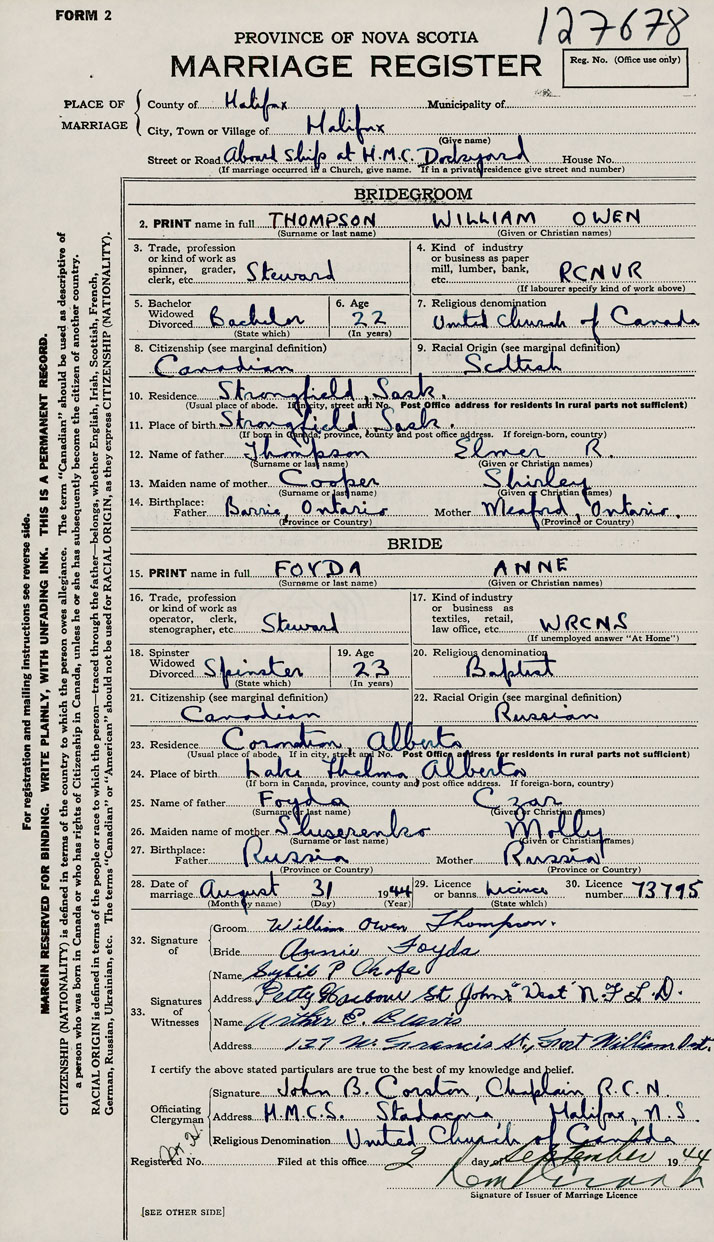 FORM 2
127678
PROVINCE OF NOVA SCOTIA
MARRIAGE REGISTER
Reg. No. (Office use only)
PLACE OF MARRIAGE
County of Halifax Municipality of
City, Town or Village of Halifax
(Give name)
Street or Road Aboard Ship at H.M.C. Dockyard House No.
(If marriage occurred in a Church, give name. If in a private residence give street and number)
BRIDEGROOM
2. PRINT name in full THOMPSON WILLIAM OWEN
(Surname or last name) (Given or Christian names)
3. Trade, profession or kind of work as spinner, grader, clerk, etc. Steward
4. Kind of industry or business as paper mill, lumber, bank, etc. RCNVR
(If labourer specify kind of work above)
5. Bachelor Widowed Divorced Bachelor
(State which)
6. Age 22
(In years)
7. Religious denomination
United Church of Canada
8. Citizenship (see marginal definition)
Canadian
9. Racial Origin (see marginal definition)
Scottish
10. Residence Strongfield, Sask.
(Usual place of abode. If in city, street and No. Post Office address for residents in rural parts not sufficient)
11. Place of birth Strongfield, Sask.
(If born in Canada, province, county and post office address. If foreign-born, country)
12. Name of father Thompson Elmer R.
(Surname or last name) (Given or Christian names)
13. Maiden name of mother Cooper Shirley
(Surname or last name) (Given or Christian names)
14. Birthplace: Father Barrie, Ontario Mother Meaford, Ontario.
(Province or Country) (Province or Country)
BRIDE
15. PRINT name in full FOYDA ANNE
(Surname or last name) (Given or Christian names)
16. Trade, profession or kind of work as operator, clerk, stenographer, etc. Steward
17. Kind of industry or business as textiles, retail, law office, etc. WRCNS
(If unemployed answer "At Home")
18. Spinster Widowed Divorced Spinster
(State which)
19. Age 23
(In years)
20. Religious denomination
Baptist
21. Citizenship (see marginal definition)
Canadian
22. Racial Origin (see marginal definition)
Russian
23. Residence Coronation, Alberta
(Usual place of abode. If in city, street and No. Post Office address for residents in rural parts not sufficient)
24. Place of birth Lake Thelma Alberta
(If born in Canada, province, county and post office address. If foreign-born, country)
25. Name of father Foyda Czar
(Surname or last name) (Given or Christian names)
26. Maiden name of mother Molly
(Surname or last name) (Given or Christian names)
27. Birthplace: Father Russia Mother Russia
(Province or Country) (Province or Country)
28. Date of marriage August 31 1944
(Month by name) (Day) (Year)
29. Licence or banns licence
(State which)
30. Licence number 73795
32. Signature of
Groom William Owen Thompson.
Bride Annie Foyda
33. Signatures of Witnesses
Name Sybil P
Address Petty Harbour St John's "West" N.F.L.D.
Name Arthur E.
Address 137 W. Francis St., Fort William Ont.
I certify the above stated particulars are true to the best of my knowledge and belief.
Officiating Clergyman
Signature John B. Corston, Chaplain, R.C.N.
Address H.M.C.S. Stadacona Halifax, N.S.
Religious Denomination United Church of Canada
Registered No. Filed at this office 2 day of September 1944
Signature of Issuer of Marriage Licence
[SEE OTHER SIDE]
For registration and mailing instructions see reverse side.
MARGIN RESERVED FOR BINDING. WRITE PLAINLY, WITH UNFADING INK. THIS IS A PERMANENT RECORD.
CITIZENSHIP (NATIONALITY) is defined in terms of the country to which the person owes allegiance. The term "Canadian" should be used as descriptive of
a person who was born in Canada or who has rights of Citizenship in Canada, unless he or she has subsequently become the citizen of another country.
RACIAL ORIGIN is defined in terms of the people or race to which the person—traced through the father—belongs, whether English, Irish, Scottish, French,
German, Russian, Ukrainian, etc. The terms "Canadian" or "American" should not be used for RACIAL ORIGIN, as they express CITIZENSHIP (NATIONALITY).